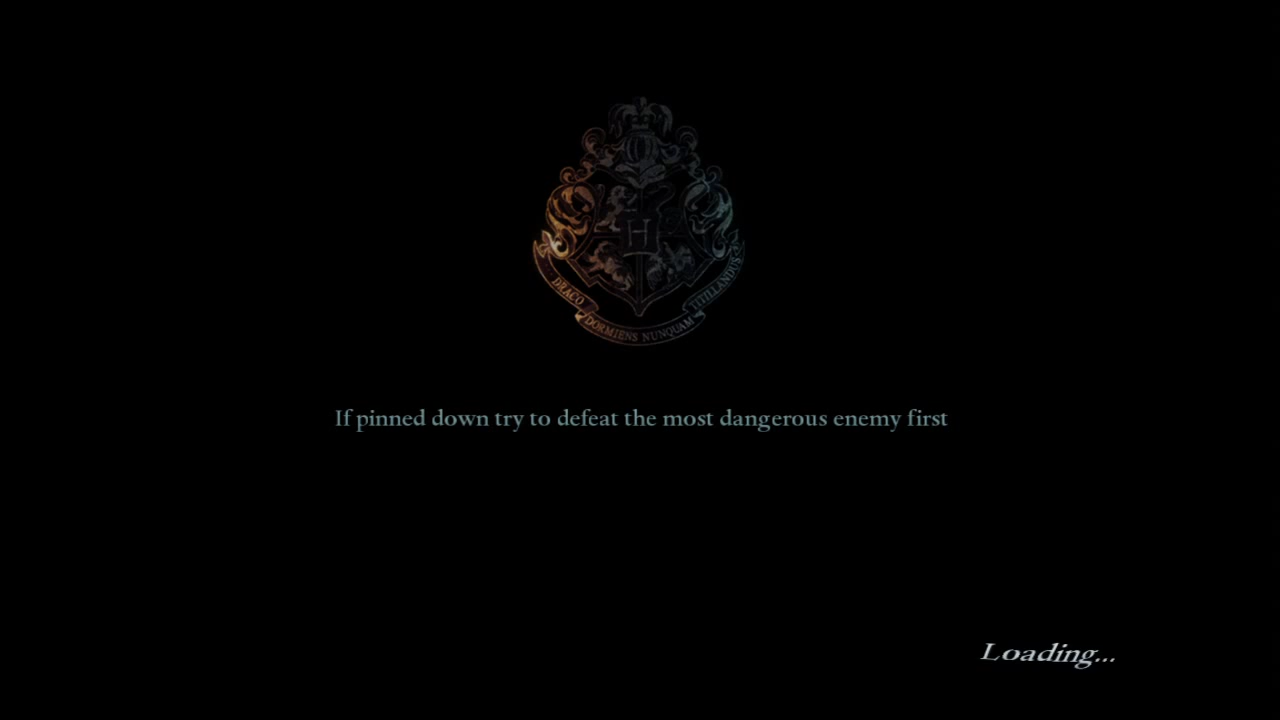 H
DRACO
DORMIENS NUNQUAM
TITILLANDUS
If pinned down try to defeat the most dangerous enemy first
Loading...